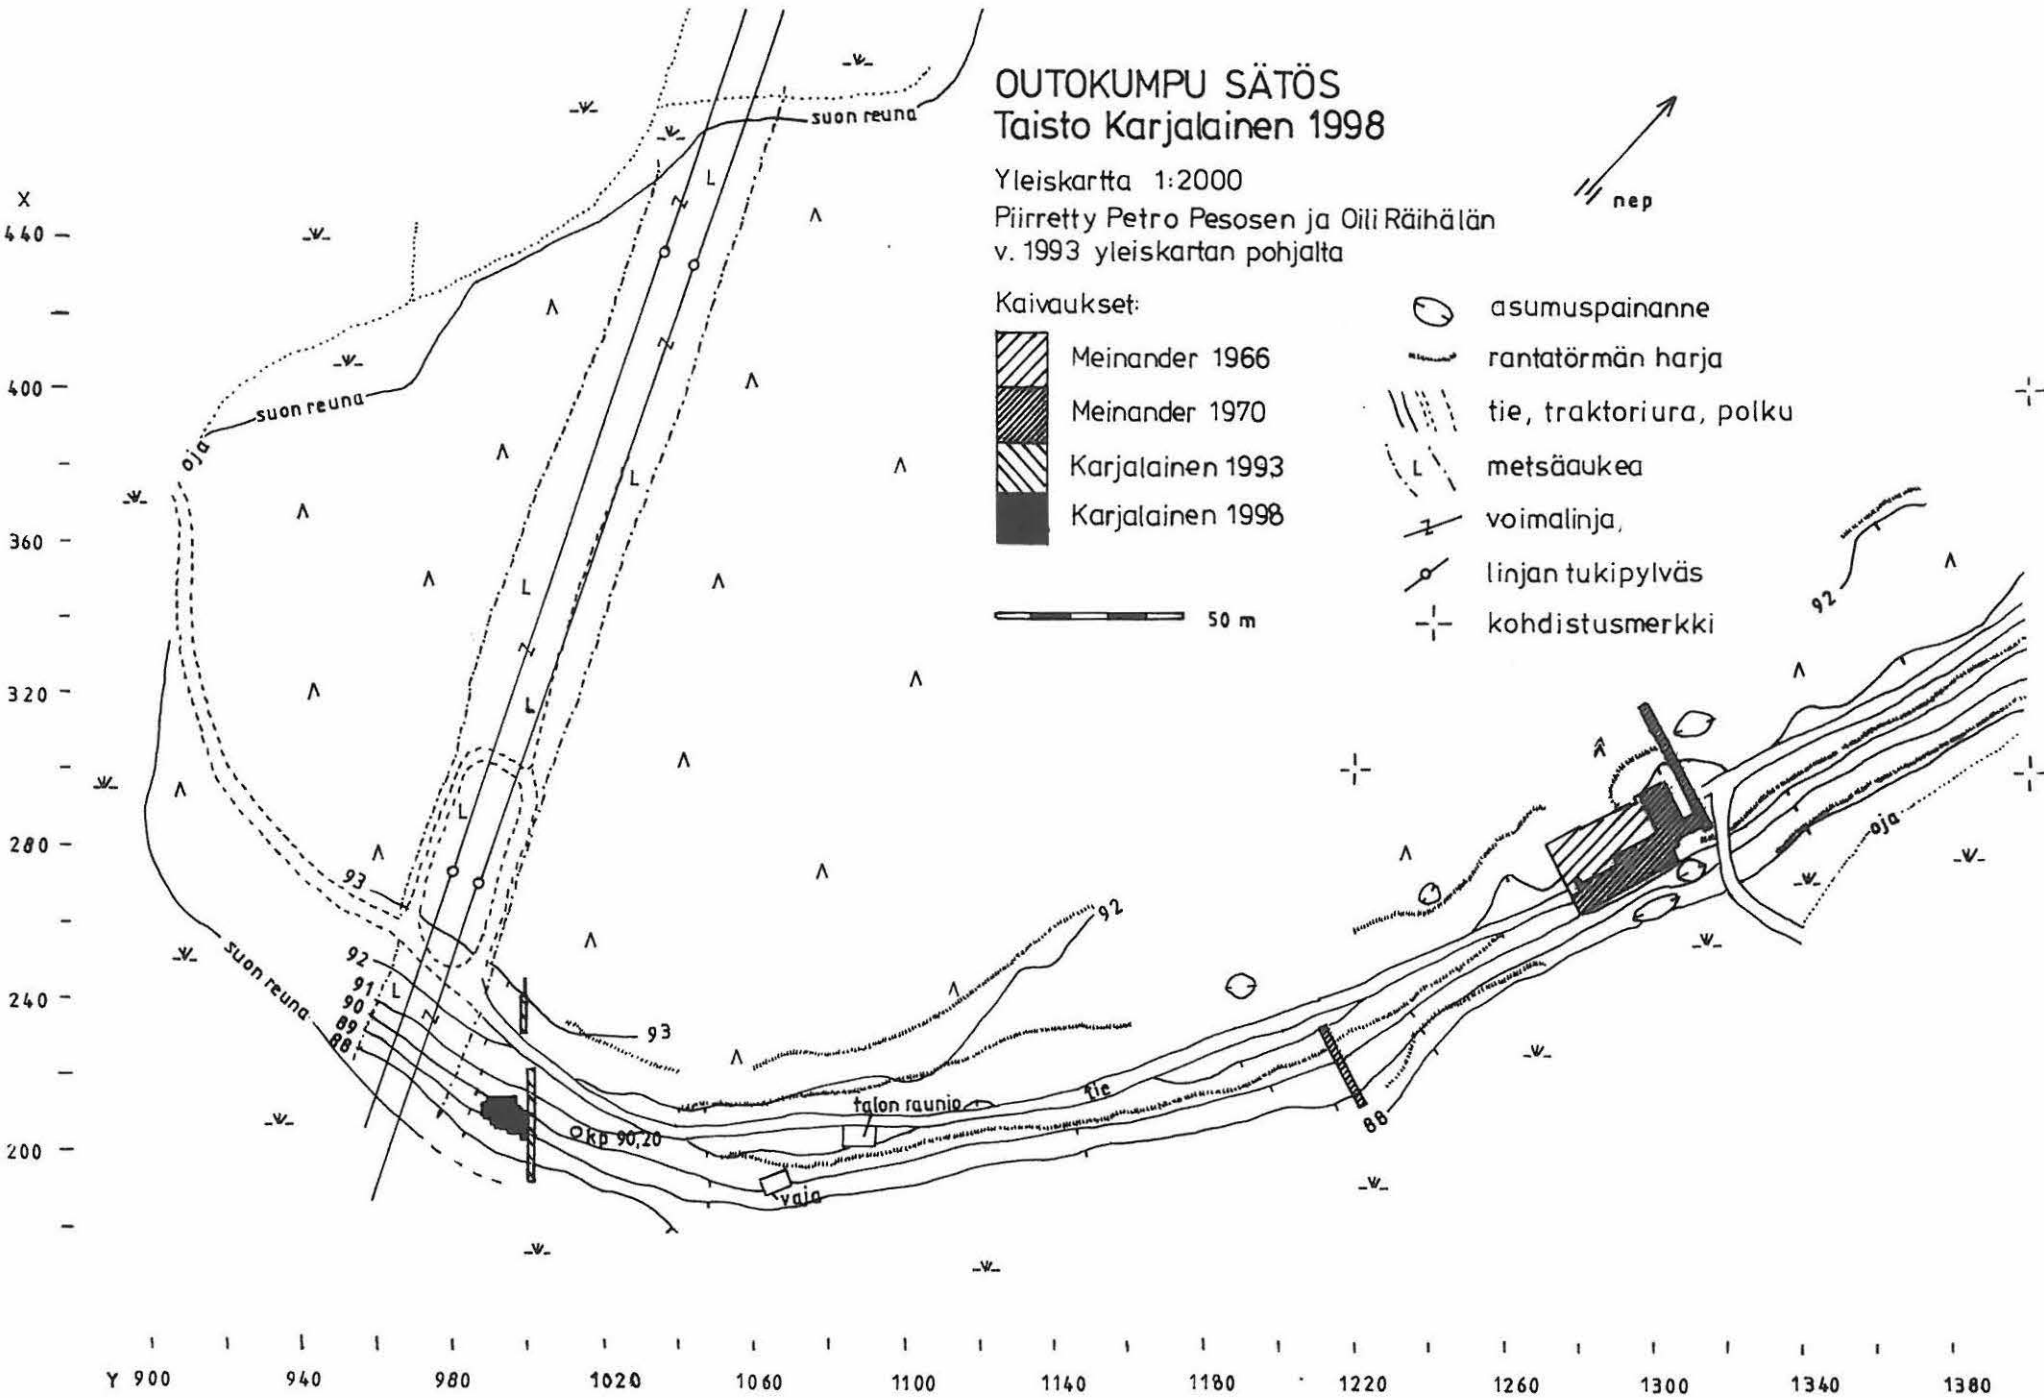 OUTOKUMPU SÄTÖS
Taisto Karjalainen 1998
Yleiskartta 1:2000
Piirretty Petro Pesosen ja Oili Räihälän
v. 1993 yleiskartan pohjalta
nep
Kaivaukset:
Meinander 1966
Meinander 1970
Karjalainen 1993
Karjalainen 1998
50 m
asumuspainanne
rantatörmän harja
tie, traktoriura, polku
L metsäaukea
z voimalinja,
linjan tukipylväs
kohdistusmerkki
suon reuna
L
z
suon reuna
oja
z
z
L
z
L
L
93
92
91
90
89
88
L
z
suon reuna
93
92
92
tie
talon raunio
kp 90,20
vaja
88
oja
X
440
400
360
320
280
240
200
Y 900 940 980 1020 1060 1100 1140 1180 1220 1260 1300 1340 1380